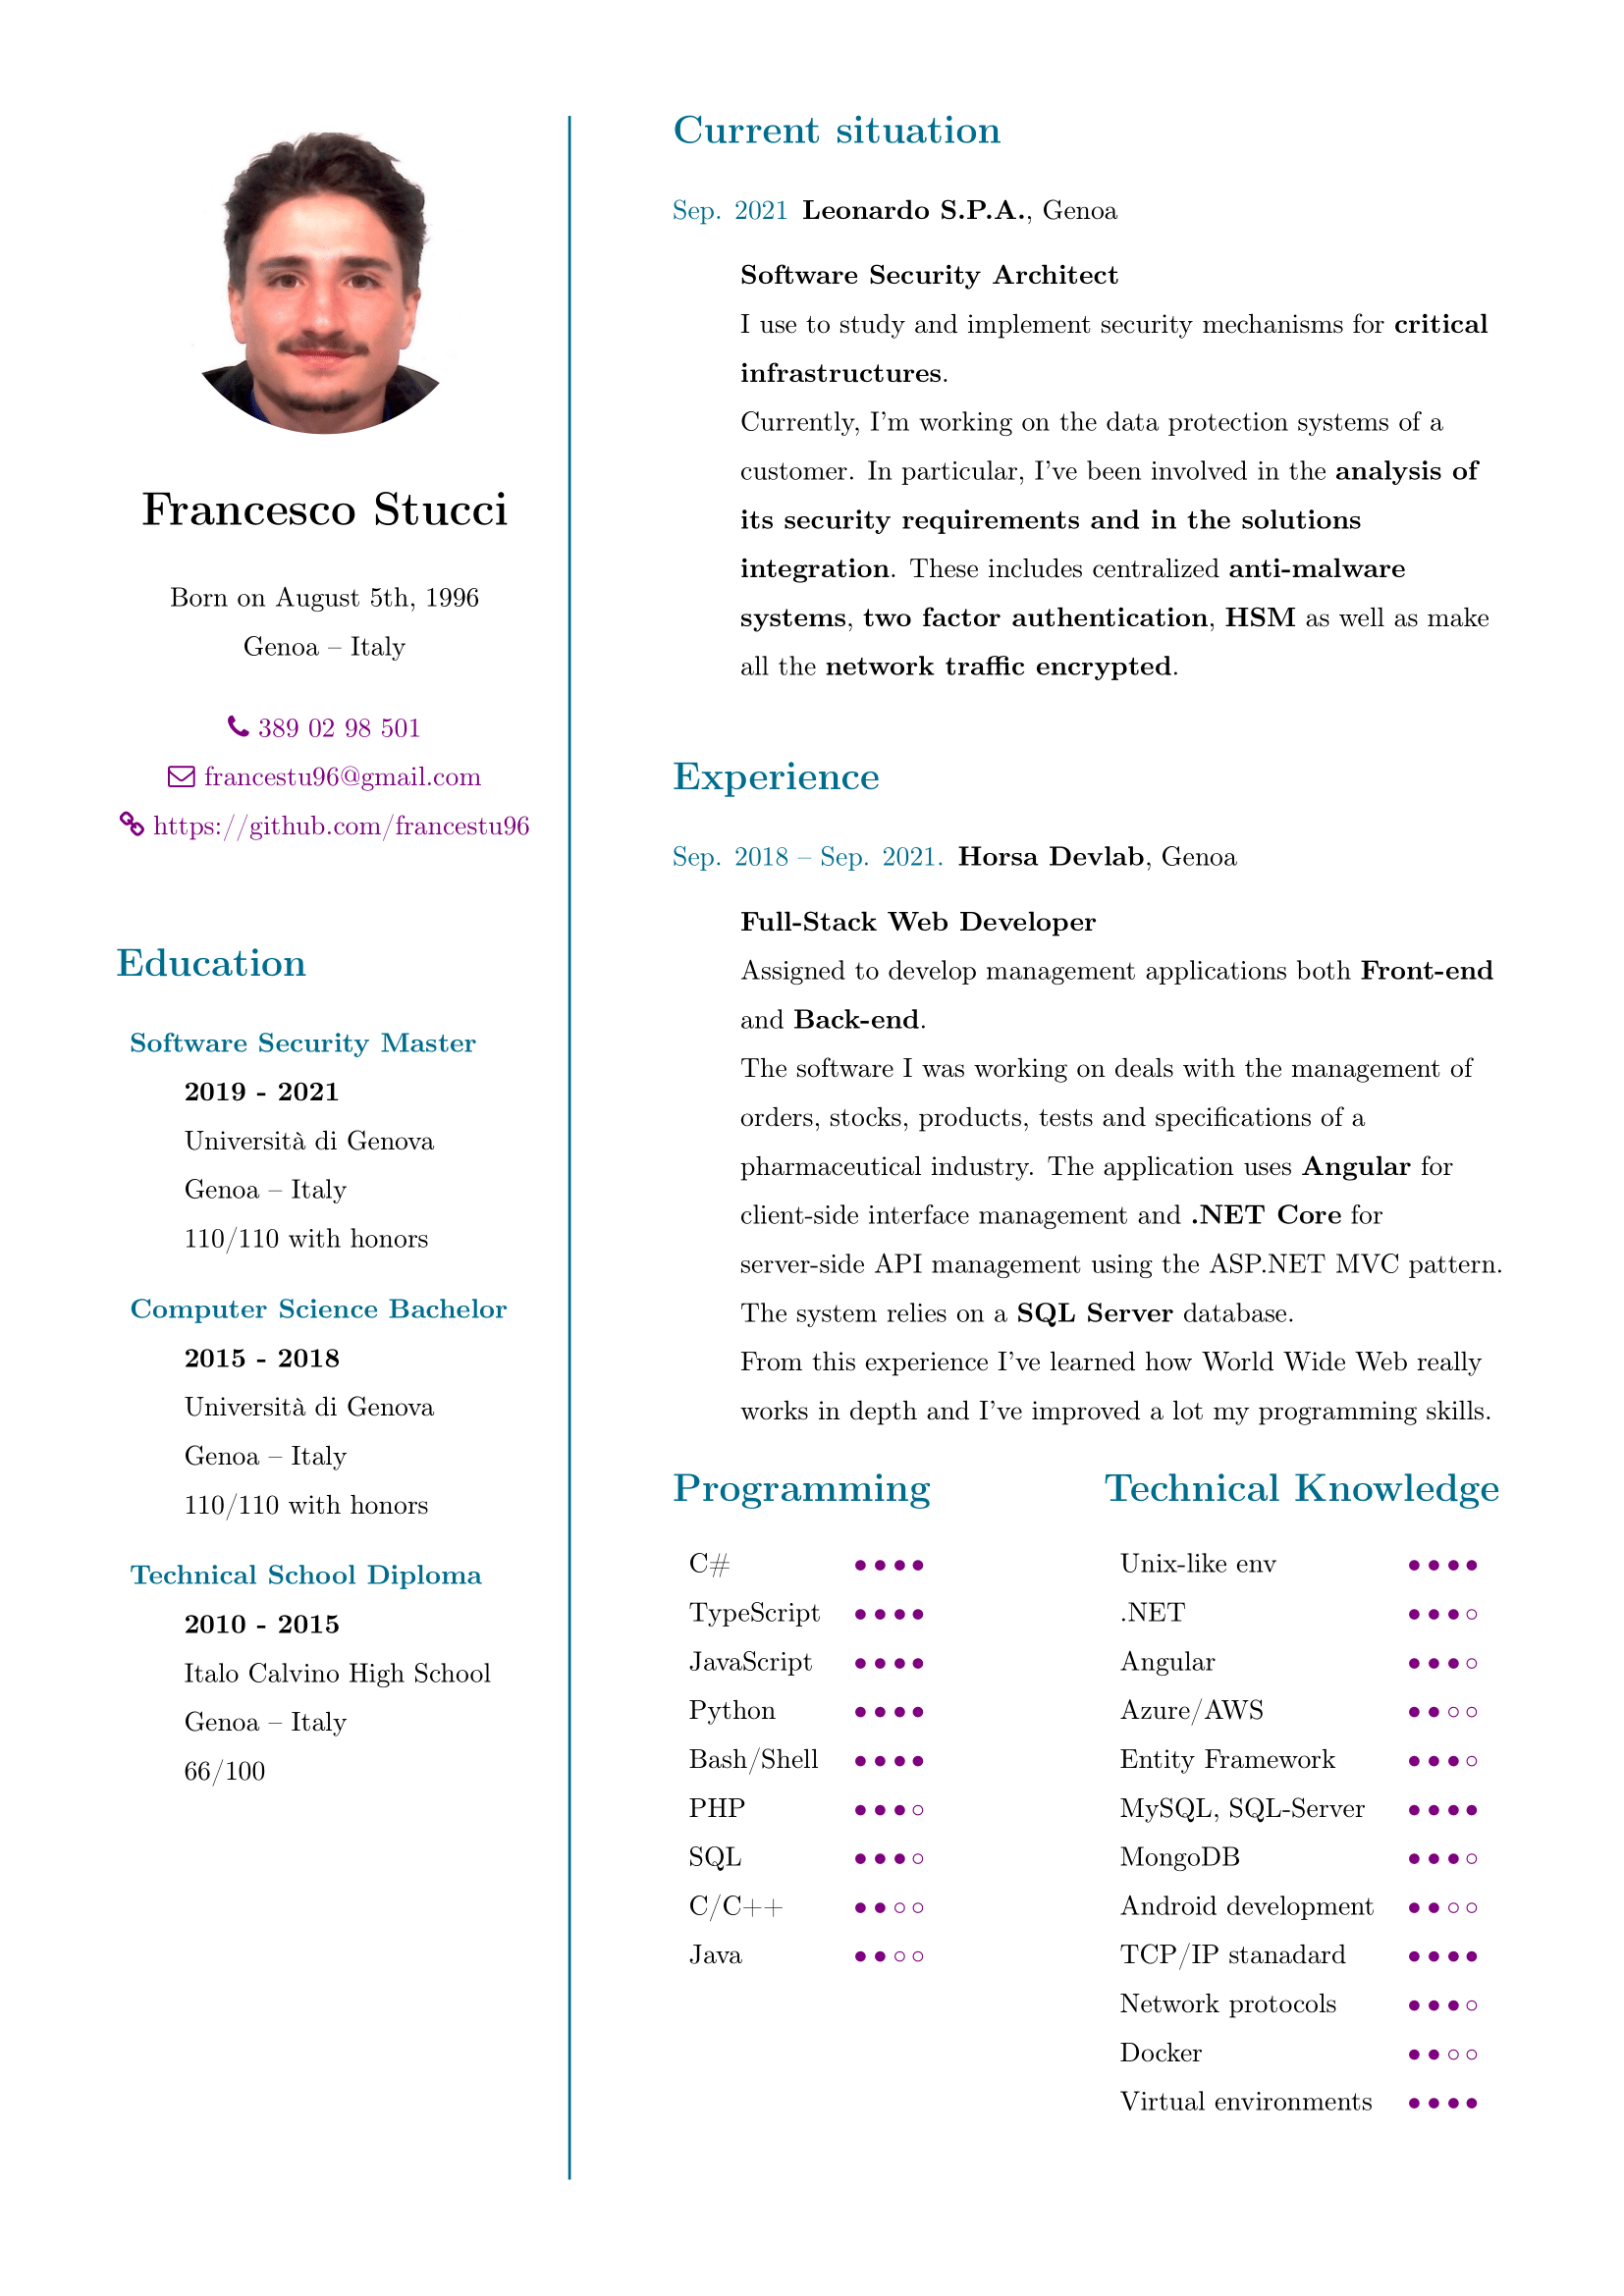 Francesco Stucci
Born on August 5th, 1996
Genoa – Italy
389 02 98 501
francestu96@gmail.com
https://github.com/francestu96
Education
Software Security Master
2019 - 2021
Università di Genova
Genoa – Italy
110/110 with honors
Computer Science Bachelor
2015 - 2018
Università di Genova
Genoa – Italy
110/110 with honors
Technical School Diploma
2010 - 2015
Italo Calvino High School
Genoa – Italy
66/100
Current situation
Sep. 2021 Leonardo S.P.A., Genoa
Software Security Architect
I use to study and implement security mechanisms for critical
infrastructures.
Currently, I'm working on the data protection systems of a
customer. In particular, I've been involved in the analysis of
its security requirements and in the solutions
integration. These includes centralized anti-malware
systems, two factor authentication, HSM as well as make
all the network traffic encrypted.
Experience
Sep. 2018 – Sep. 2021. Horsa Devlab, Genoa
Full-Stack Web Developer
Assigned to develop management applications both Front-end
and Back-end.
The software I was working on deals with the management of
orders, stocks, products, tests and specifications of a
pharmaceutical industry. The application uses Angular for
client-side interface management and .NET Core for
server-side API management using the ASP.NET MVC pattern.
The system relies on a SQL Server database.
From this experience I've learned how World Wide Web really
works in depth and I've improved a lot my programming skills.
Programming
C#
TypeScript
JavaScript
Python
Bash/Shell
PHP
SQL
C/C++
Java
Technical Knowledge
Unix-like env
.NET
Angular
Azure/AWS
Entity Framework
MySQL, SQL-Server
MongoDB
Android development
TCP/IP stanadard
Network protocols
Docker
Virtual environments